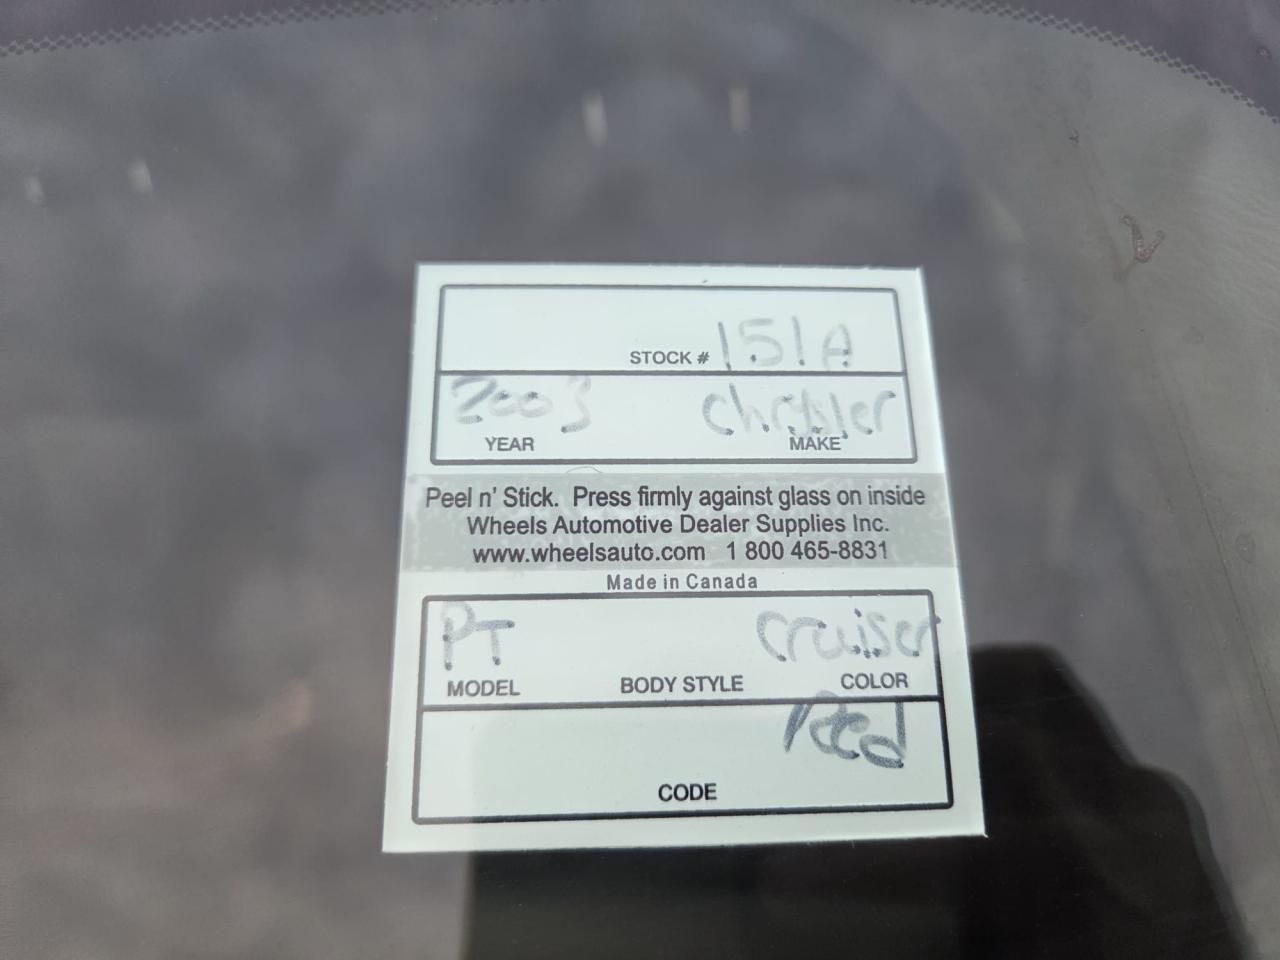 STOCK # 151A
2003 Chrysler
YEAR MAKE
Peel n' Stick. Press firmly against glass on inside
Wheels Automotive Dealer Supplies Inc.
www.wheelsauto.com 1 800 465-8831
Made in Canada
PT Cruiser
MODEL BODY STYLE COLOR
Red
CODE